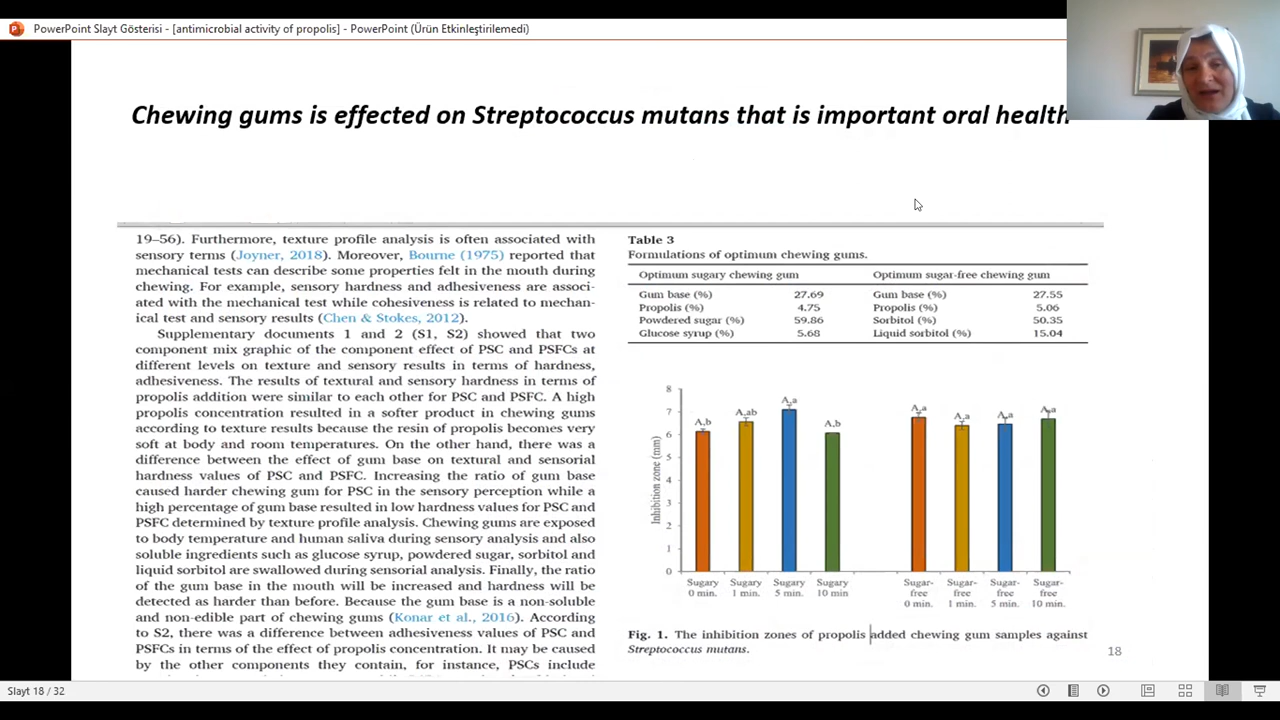 PowerPoint Slayt Gösterisi - [antimicrobial activity of propolis] - PowerPoint (Ürün Etkinleştirilemedi)
Chewing gums is effected on Streptococcus mutans that is important oral health
19–56). Furthermore, texture profile analysis is often associated with
sensory terms (Joyner, 2018). Moreover, Bourne (1975) reported that
mechanical tests can describe some properties felt in the mouth during
chewing. For example, sensory hardness and adhesiveness are associ-
ated with the mechanical test while cohesiveness is related to mechan-
ical test and sensory results (Chen & Stokes, 2012).
Supplementary documents 1 and 2 (S1, S2) showed that two
component mix graphic of the component effect of PSC and PSFCs at
different levels on texture and sensory results in terms of hardness,
adhesiveness. The results of textural and sensory hardness in terms of
propolis addition were similar to each other for PSC and PSFC. A high
propolis concentration resulted in a softer product in chewing gums
according to texture results because the resin of propolis becomes very
soft at body and room temperatures. On the other hand, there was a
difference between the effect of gum base on textural and sensorial
hardness values of PSC and PSFC. Increasing the ratio of gum base
caused harder chewing gum for PSC in the sensory perception while a
high percentage of gum base resulted in low hardness values for PSC and
PSFC determined by texture profile analysis. Chewing gums are exposed
to body temperature and human saliva during sensory analysis and also
soluble ingredients such as glucose syrup, powdered sugar, sorbitol and
liquid sorbitol are swallowed during sensorial analysis. Finally, the ratio
of the gum base in the mouth will be increased and hardness will be
detected as harder than before. Because the gum base is a non-soluble
and non-edible part of chewing gums (Konar et al., 2016). According
to S2, there was a difference between adhesiveness values of PSC and
PSFCs in terms of the effect of propolis concentration. It may be caused
by the other components they contain, for instance, PSCs include
Table 3
Formulations of optimum chewing gums.
Optimum sugary chewing gum Optimum sugar-free chewing gum
Gum base (%) 27.69 Gum base (%) 27.55
Propolis (%) 4.75 Propolis (%) 5.06
Powdered sugar (%) 59.86 Sorbitol (%) 50.35
Glucose syrup (%) 5.68 Liquid sorbitol (%) 15.04
Inhibition zone (mm)
8
7
6
5
4
3
2
1
0
A,b A,ab A,a A,b A,a A,a A,a A,a
Sugary Sugary Sugary Sugary Sugar- Sugar- Sugar- Sugar-
0 min. 1 min. 5 min. 10 min free free free free
0 min. 1 min. 5 min. 10 min.
Fig. 1. The inhibition zones of propolis added chewing gum samples against
Streptococcus mutans.
18
Slayt 18 / 32